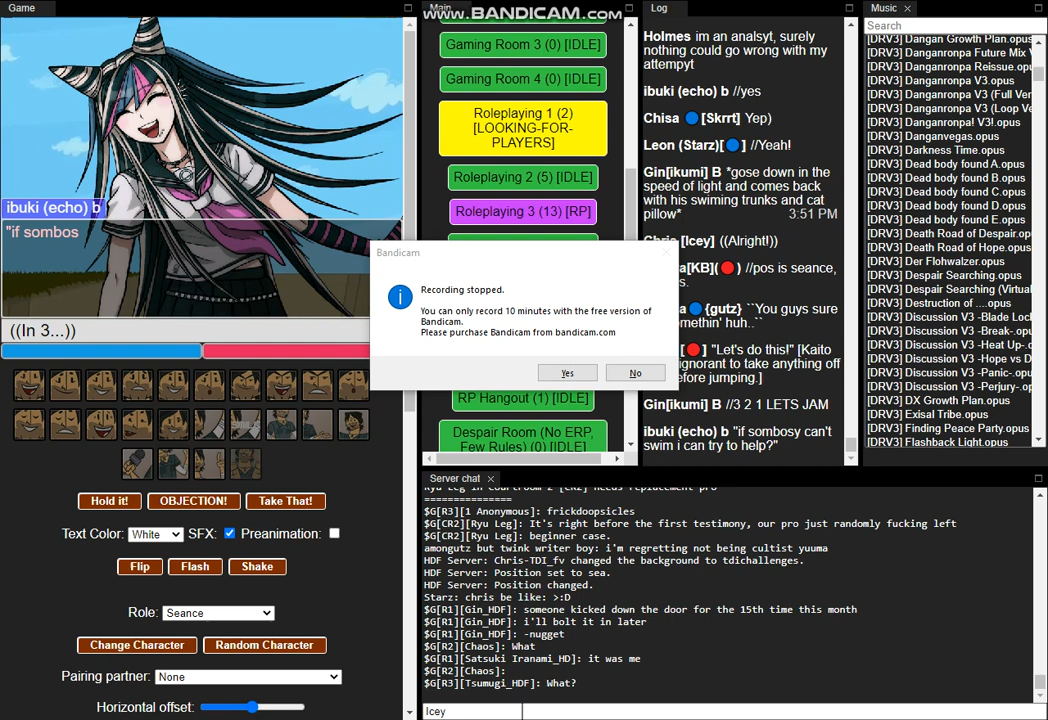 Game
Main
www.BANDICAM.com
Log
Music
Search
ibuki (echo) b
"if sombos
((In 3...))
Hold it!
OBJECTION!
Take That!
Text Color:
White
SFX:
Preanimation:
Flip
Flash
Shake
Role:
Seance
Change Character
Random Character
Pairing partner:
None
Horizontal offset:
Gaming Room 3 (0) [IDLE]
Gaming Room 4 (0) [IDLE]
Roleplaying 1 (2)
[LOOKING-FOR-
PLAYERS]
Roleplaying 2 (5) [IDLE]
Roleplaying 3 (13) [RP]
RP Hangout (1) [IDLE]
Despair Room (No ERP,
Few Rules) (0) [IDLE]
Bandicam
Recording stopped.
You can only record 10 minutes with the free version of
Bandicam.
Please purchase Bandicam from bandicam.com
Yes
No
Holmes im an analsyt, surely
nothing could go wrong with my
attempyt
ibuki (echo) b //yes
Chisa [Skrrt] Yep)
Leon (Starz)[ ] //Yeah!
Gin[ikumi] B *gose down in the
speed of light and comes back
with his swiming trunks and cat
pillow*
3:51 PM
[Icey] ((Alright!))
a[KB]( ) //pos is seance,
s.
a {gutz} ``You guys sure
omethin' huh..``
[ ] "Let's do this!" [Kaito
ignorant to take anything off
before jumping.]
Gin[ikumi] B //3 2 1 LETS JAM
ibuki (echo) b "if sombosy can't
swim i can try to help?"
[DRV3] Dangan Growth Plan.opus
[DRV3] Danganronpa Future Mix V
[DRV3] Danganronpa Reissue.opu
[DRV3] Danganronpa V3.opus
[DRV3] Danganronpa V3 (Full Ver
[DRV3] Danganronpa V3 (Loop Ve
[DRV3] Danganronpa! V3!.opus
[DRV3] Danganvegas.opus
[DRV3] Darkness Time.opus
[DRV3] Dead body found A.opus
[DRV3] Dead body found B.opus
[DRV3] Dead body found C.opus
[DRV3] Dead body found D.opus
[DRV3] Dead body found E.opus
[DRV3] Death Road of Despair.opu
[DRV3] Death Road of Hope.opus
[DRV3] Der Flohwalzer.opus
[DRV3] Despair Searching.opus
[DRV3] Despair Searching (Virtual
[DRV3] Destruction of ....opus
[DRV3] Discussion V3 -Blade Lock
[DRV3] Discussion V3 -Break-.opu
[DRV3] Discussion V3 -Heat Up-.o
[DRV3] Discussion V3 -Hope vs D
[DRV3] Discussion V3 -Panic-.opu
[DRV3] Discussion V3 -Perjury-.op
[DRV3] DX Growth Plan.opus
[DRV3] Exisal Tribe.opus
[DRV3] Finding Peace Party.opus
[DRV3] Flashback Light.opus
Server chat
Ryu Leg in Courtroom 2 [CR2] needs replacement pro
===============
$G[R3][1 Anonymous]: frickdoopsicles
$G[CR2][Ryu Leg]: It's right before the first testimony, our pro just randomly fucking left
$G[CR2][Ryu Leg]: beginner case.
amongutz but twink writer boy: i'm regretting not being cultist yuuma
HDF Server: Chris-TDI_fv changed the background to tdichallenges.
HDF Server: Position set to sea.
HDF Server: Position changed.
Starz: chris be like: >:D
$G[R1][Gin_HDF]: someone kicked down the door for the 15th time this month
$G[R1][Gin_HDF]: i'll bolt it in later
$G[R1][Gin_HDF]: -nugget
$G[R2][Chaos]: What
$G[R1][Satsuki Iranami_HD]: it was me
$G[R2][Chaos]:
$G[R3][Tsumugi_HDF]: What?
Icey